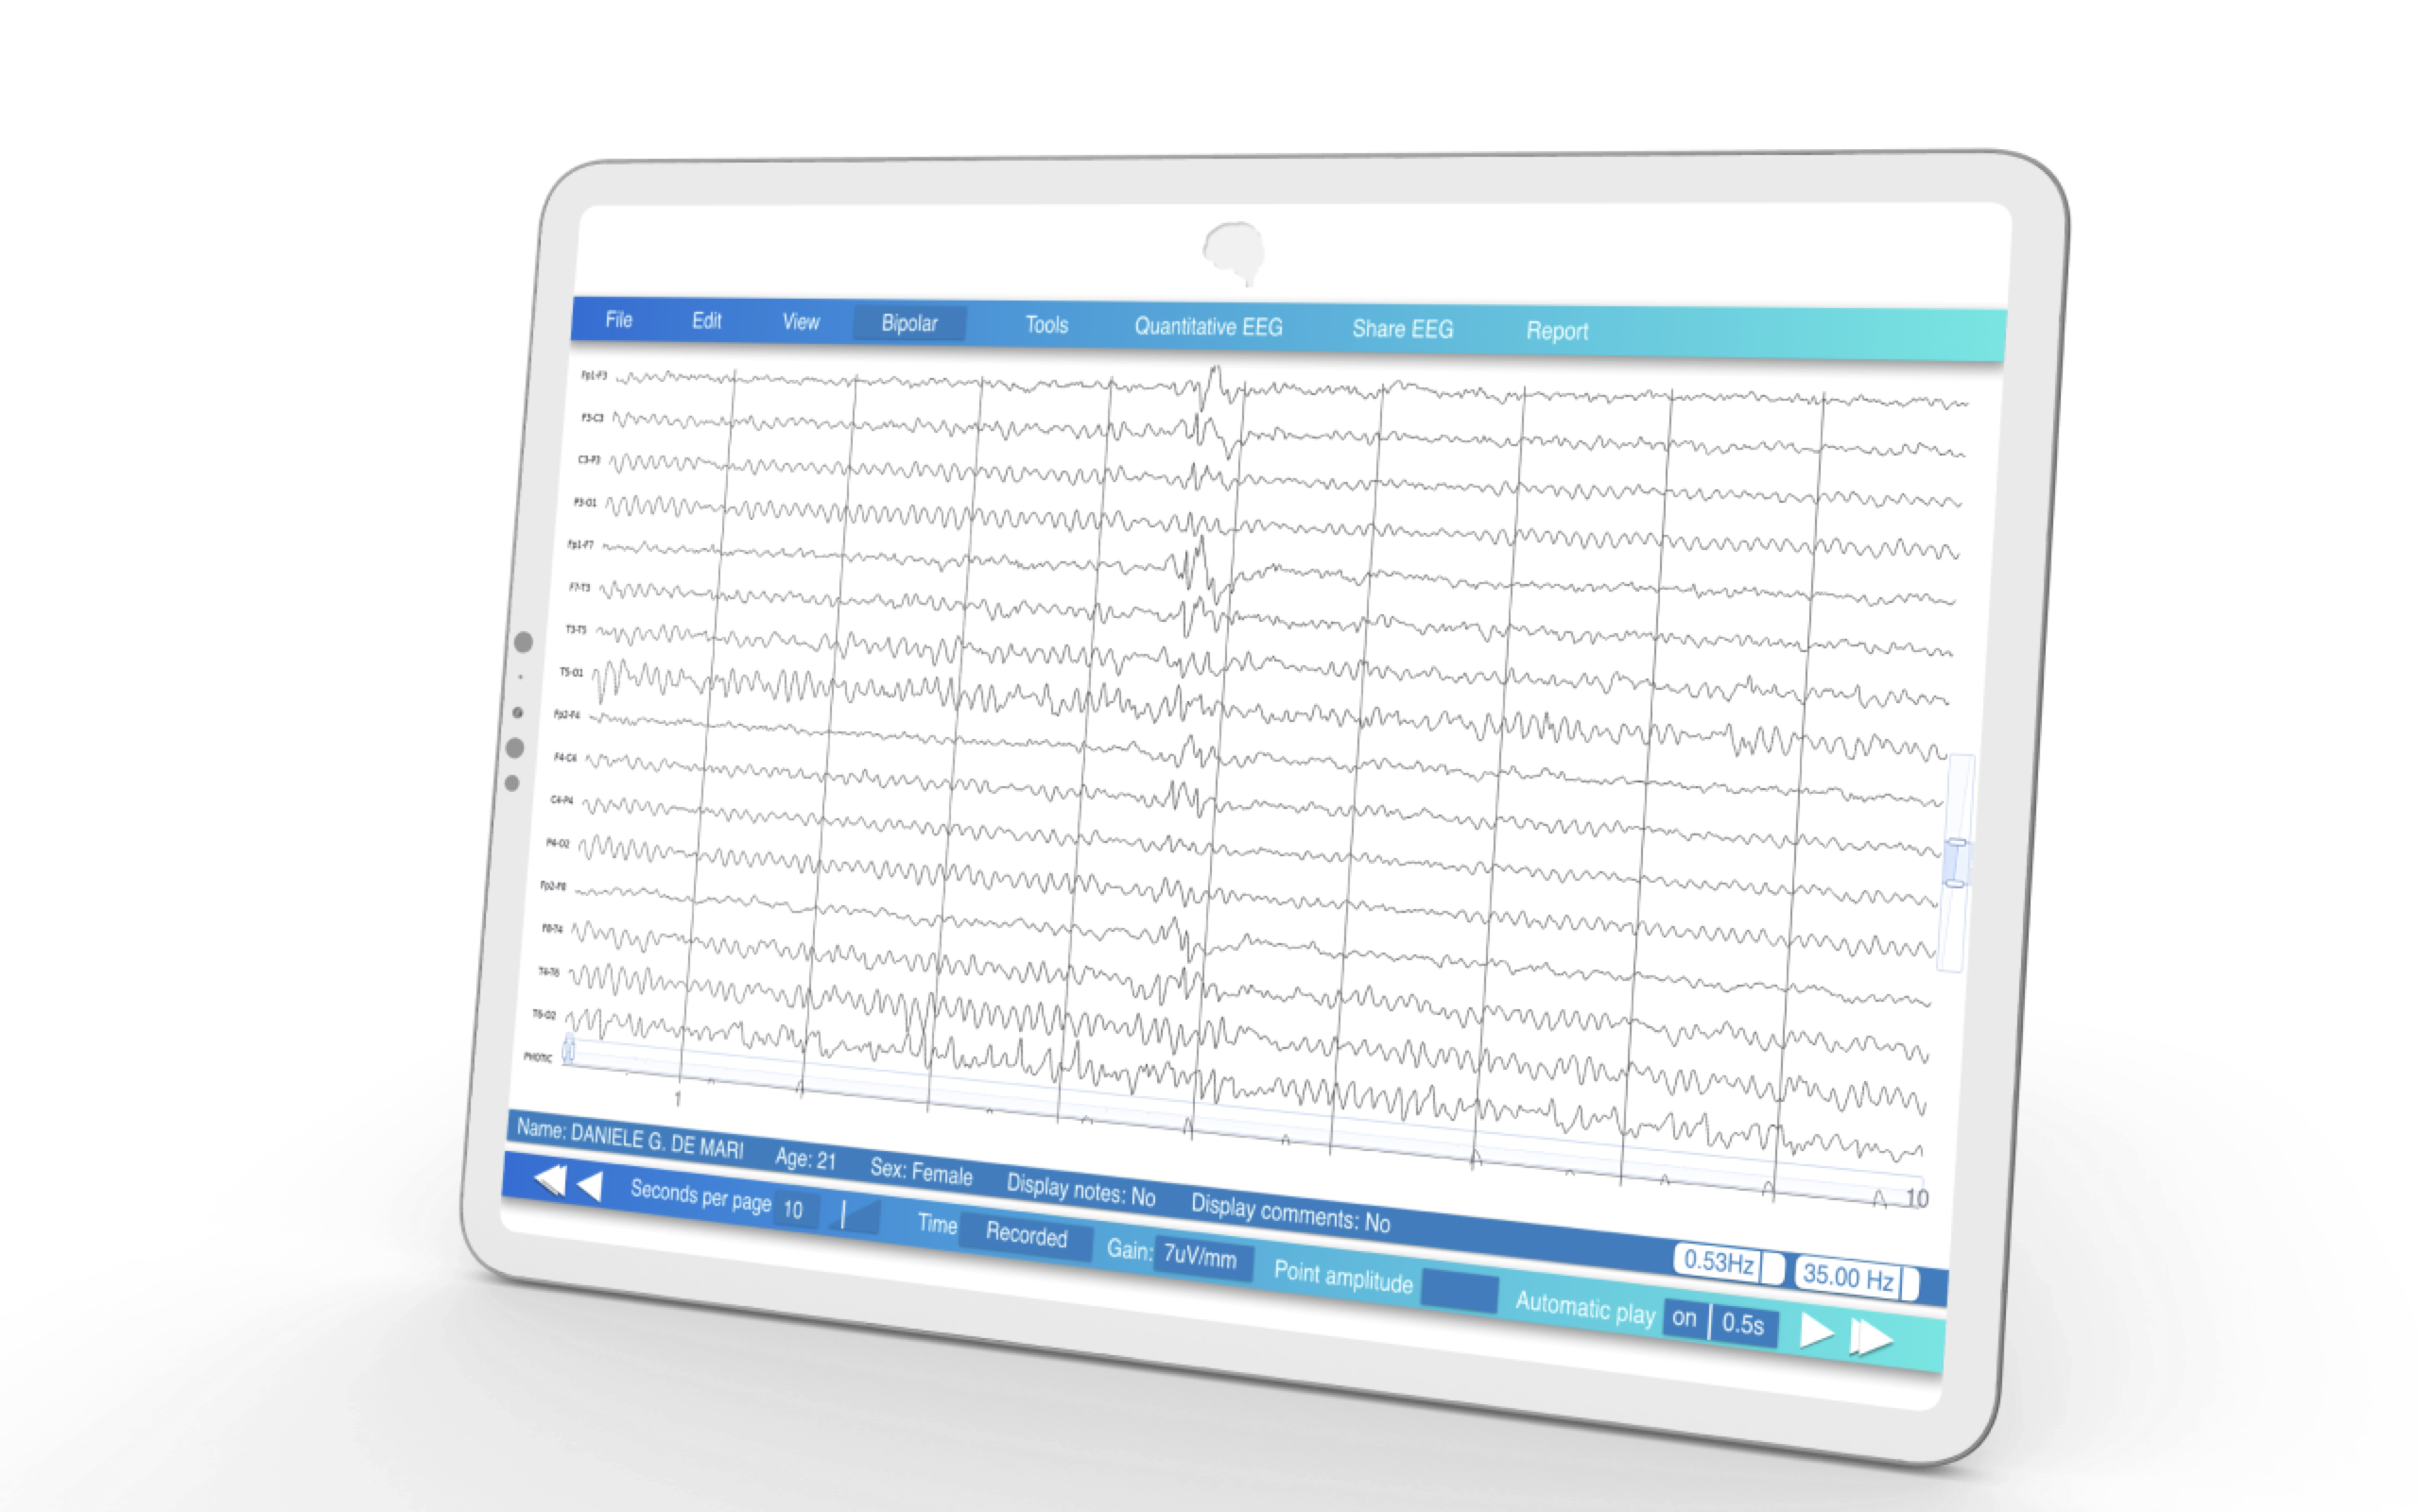 File Edit View Bipolar Tools Quantitative EEG Share EEG Report
Fp1-F3
F3-C3
C3-P3
P3-O1
Fp1-F7
F7-T3
T3-T5
T5-O1
Fp2-F4
F4-C4
C4-P4
P4-O2
Fp2-F8
F8-T4
T4-T6
T6-O2
PHOTIC
1 10
Name: DANIELE G. DE MARI Age: 21 Sex: Female Display notes: No Display comments: No 0.53Hz 35.00 Hz
Seconds per page 10 Time Recorded Gain: 7uV/mm Point amplitude Automatic play on 0.5s